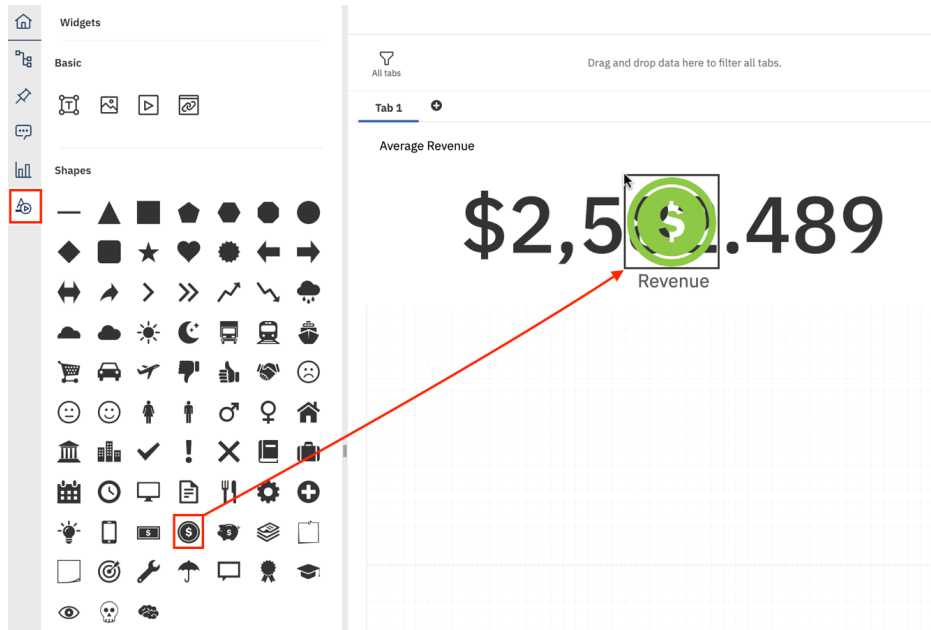 Widgets
Basic
Shapes
All tabs
Drag and drop data here to filter all tabs.
Tab 1
Average Revenue
$2,5 .489
Revenue